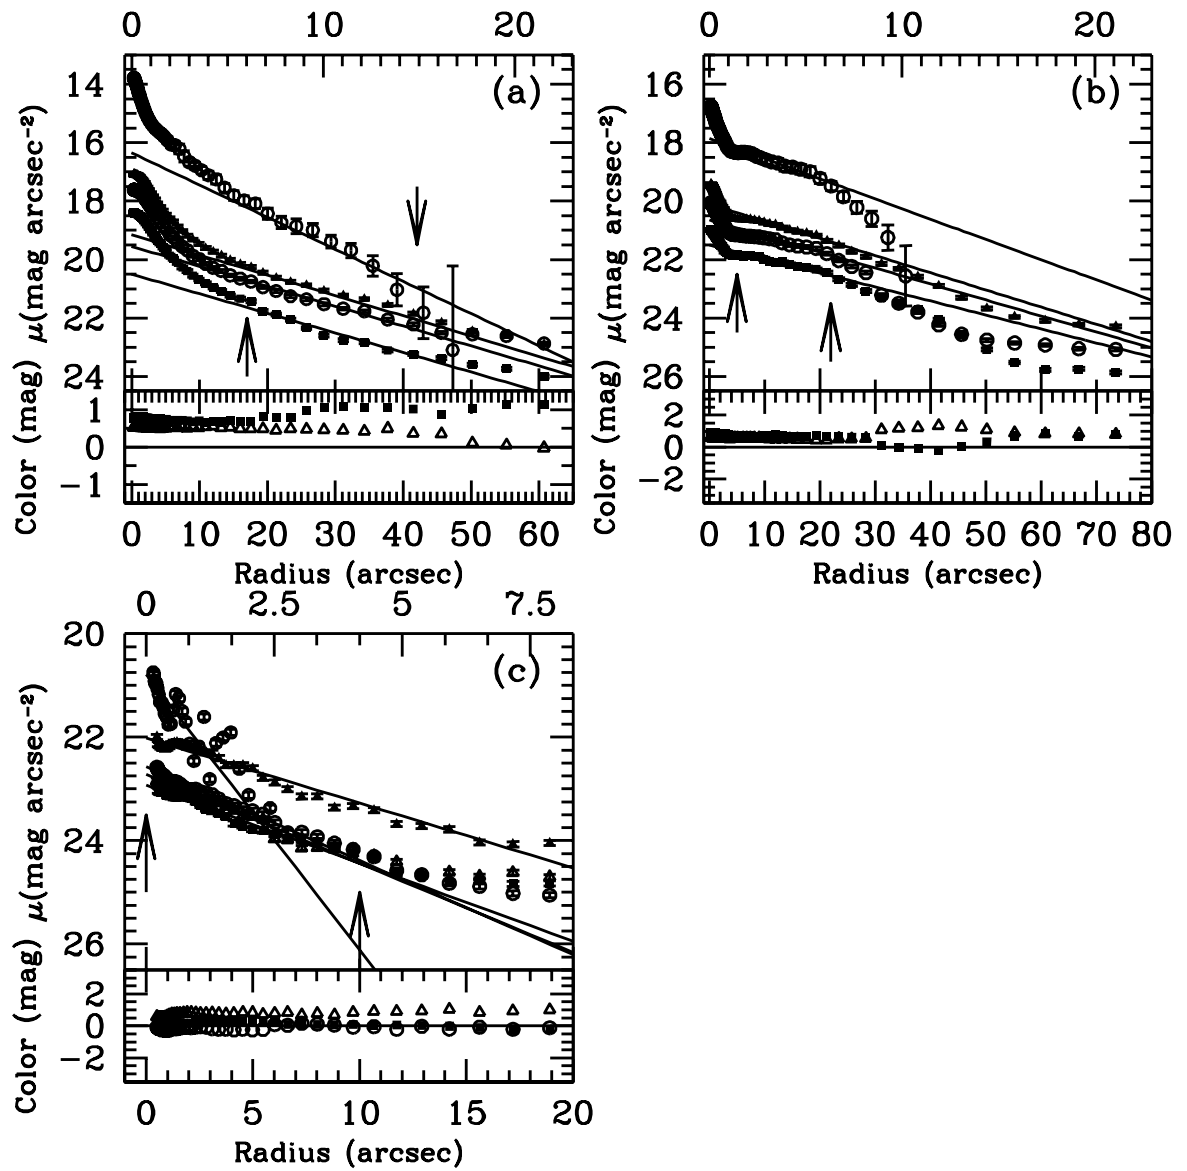 0 10 20
14
16
18
20
22
24
μ(mag arcsec⁻²)
(a)
1
0
−1
Color (mag)
0 10 20 30 40 50 60
Radius (arcsec)
0 10 20
16
18
20
22
24
26
μ(mag arcsec⁻²)
(b)
2
0
−2
Color (mag)
0 10 20 30 40 50 60 70 80
Radius (arcsec)
0 2.5 5 7.5
20
22
24
26
μ(mag arcsec⁻²)
(c)
2
0
−2
Color (mag)
0 5 10 15 20
Radius (arcsec)